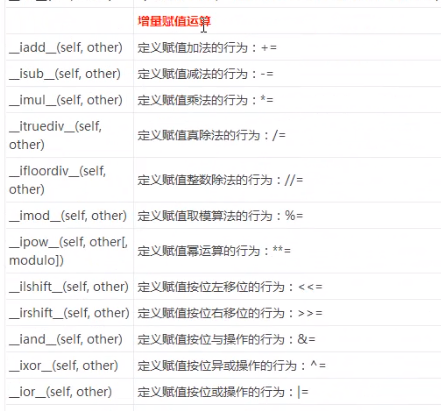 增量赋值运算
__iadd__(self, other) 定义赋值加法的行为：+=
__isub__(self, other) 定义赋值减法的行为：-=
__imul__(self, other) 定义赋值乘法的行为：*=
__itruediv__(self,
other) 定义赋值真除法的行为：/=
__ifloordiv__(self,
other) 定义赋值整数除法的行为：//=
__imod__(self, other) 定义赋值取模算法的行为：%=
__ipow__(self, other[,
modulo]) 定义赋值幂运算的行为：**=
__ilshift__(self, other) 定义赋值按位左移位的行为：<<=
__irshift__(self, other) 定义赋值按位右移位的行为：>>=
__iand__(self, other) 定义赋值按位与操作的行为：&=
__ixor__(self, other) 定义赋值按位异或操作的行为：^=
__ior__(self, other) 定义赋值按位或操作的行为：|=